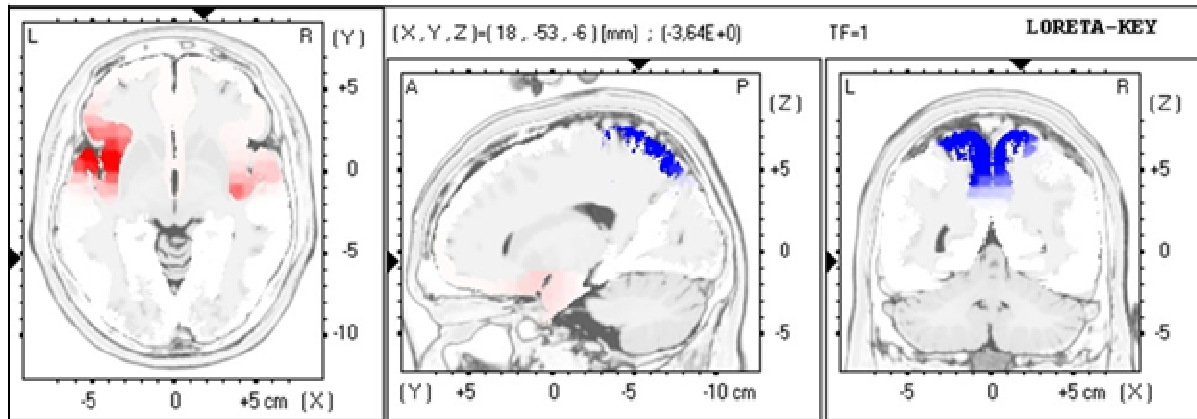 (X, Y, Z)=( 18 , -53, -6 ) [mm] ; (-3.64E+0)
TF=1
LORETA-KEY
L
R
(Y)
+5
0
-5
-10
-5
0
+5 cm
(X)
A
P
(Z)
+5
0
-5
(Y)
+5
0
-5
-10 cm
L
R
(Z)
+5
0
-5
-5
0
+5 cm
(X)